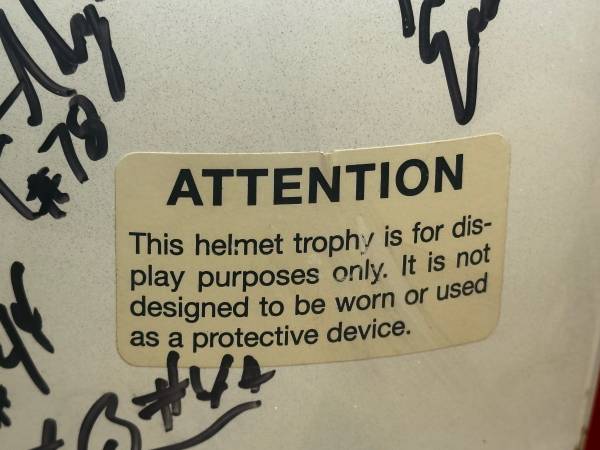 #78
ATTENTION
This helmet trophy is for dis-
play purposes only. It is not
designed to be worn or used
as a protective device.
#44